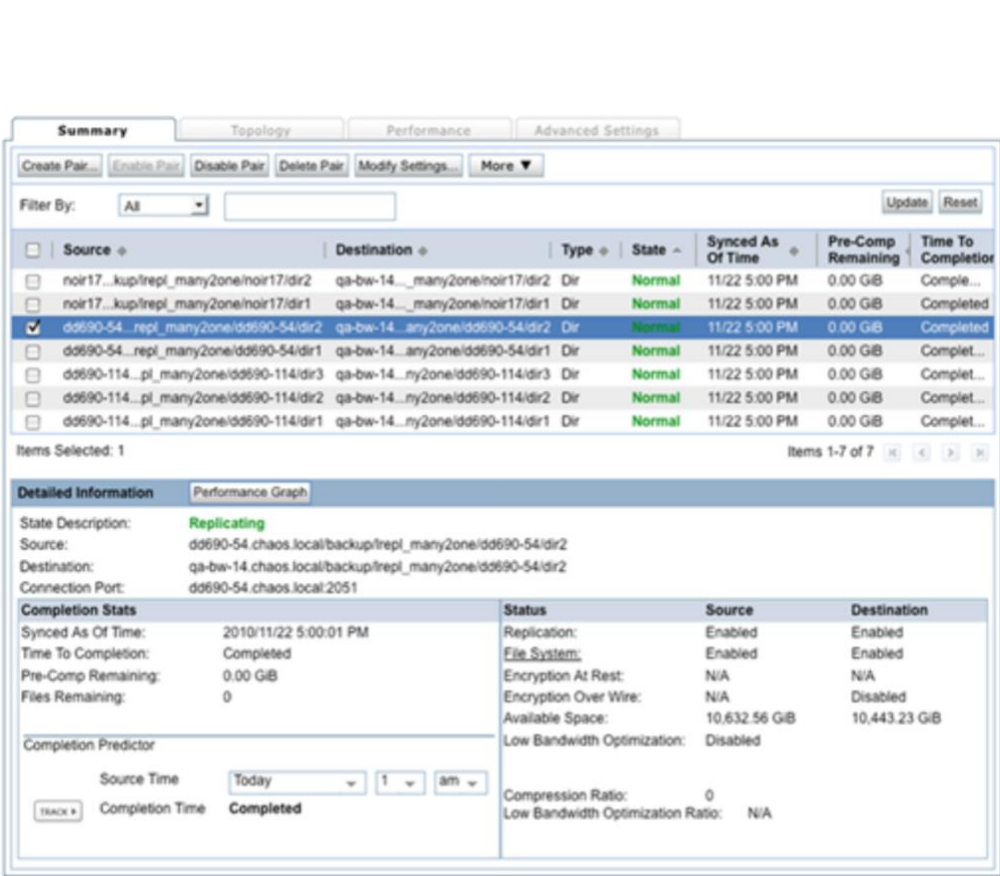 Summary Topology Performance Advanced Settings
Create Pair... Enable Pair Disable Pair Delete Pair Modify Settings... More ▼
Filter By: All Update Reset
Source Destination Type State Synced As Of Time Pre-Comp Remaining Time To Completion
noir17...kup/lrepl_many2one/noir17/dir2 qa-bw-14..._many2one/noir17/dir2 Dir Normal 11/22 5:00 PM 0.00 GiB Comple...
noir17...kup/lrepl_many2one/noir17/dir1 qa-bw-14..._many2one/noir17/dir1 Dir Normal 11/22 5:00 PM 0.00 GiB Completed
dd690-54...repl_many2one/dd690-54/dir2 qa-bw-14...any2one/dd690-54/dir2 Dir Normal 11/22 5:00 PM 0.00 GiB Completed
dd690-54...repl_many2one/dd690-54/dir1 qa-bw-14...any2one/dd690-54/dir1 Dir Normal 11/22 5:00 PM 0.00 GiB Complet...
dd690-114...pl_many2one/dd690-114/dir3 qa-bw-14...ny2one/dd690-114/dir3 Dir Normal 11/22 5:00 PM 0.00 GiB Complet...
dd690-114...pl_many2one/dd690-114/dir2 qa-bw-14...ny2one/dd690-114/dir2 Dir Normal 11/22 5:00 PM 0.00 GiB Complet...
dd690-114...pl_many2one/dd690-114/dir1 qa-bw-14...ny2one/dd690-114/dir1 Dir Normal 11/22 5:00 PM 0.00 GiB Complet...
Items Selected: 1 Items 1-7 of 7
Detailed Information Performance Graph
State Description: Replicating
Source: dd690-54.chaos.local/backup/lrepl_many2one/dd690-54/dir2
Destination: qa-bw-14.chaos.local/backup/lrepl_many2one/dd690-54/dir2
Connection Port: dd690-54.chaos.local:2051
Completion Stats
Synced As Of Time: 2010/11/22 5:00:01 PM
Time To Completion: Completed
Pre-Comp Remaining: 0.00 GiB
Files Remaining: 0
Completion Predictor
Source Time Today 1 am
TRACK Completion Time Completed
Status Source Destination
Replication: Enabled Enabled
File System: Enabled Enabled
Encryption At Rest: N/A N/A
Encryption Over Wire: N/A Disabled
Available Space: 10,632.56 GiB 10,443.23 GiB
Low Bandwidth Optimization: Disabled
Compression Ratio: 0
Low Bandwidth Optimization Ratio: N/A